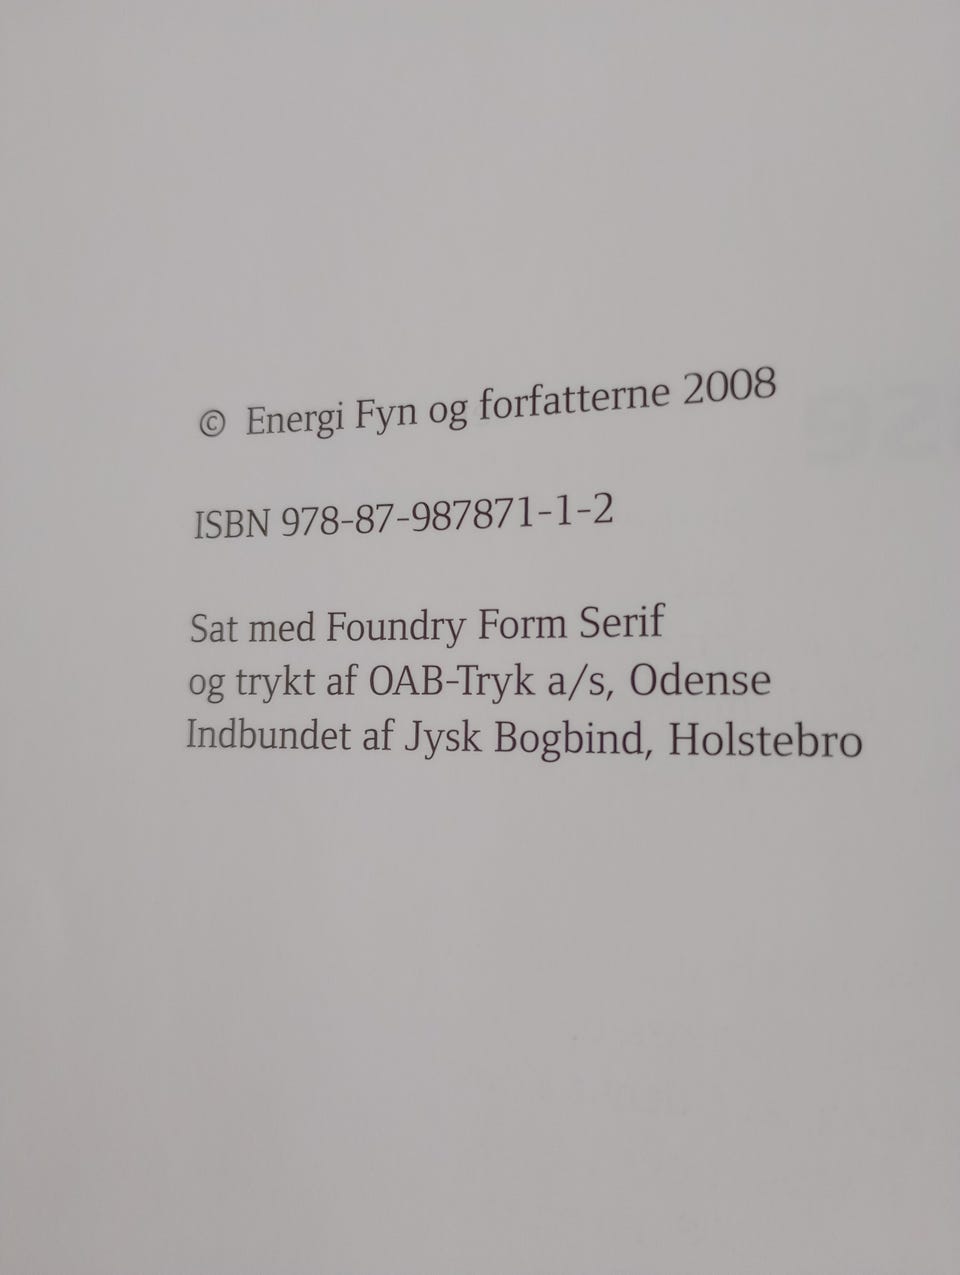 © Energi Fyn og forfatterne 2008
ISBN 978-87-987871-1-2
Sat med Foundry Form Serif
og trykt af OAB-Tryk a/s, Odense
Indbundet af Jysk Bogbind, Holstebro